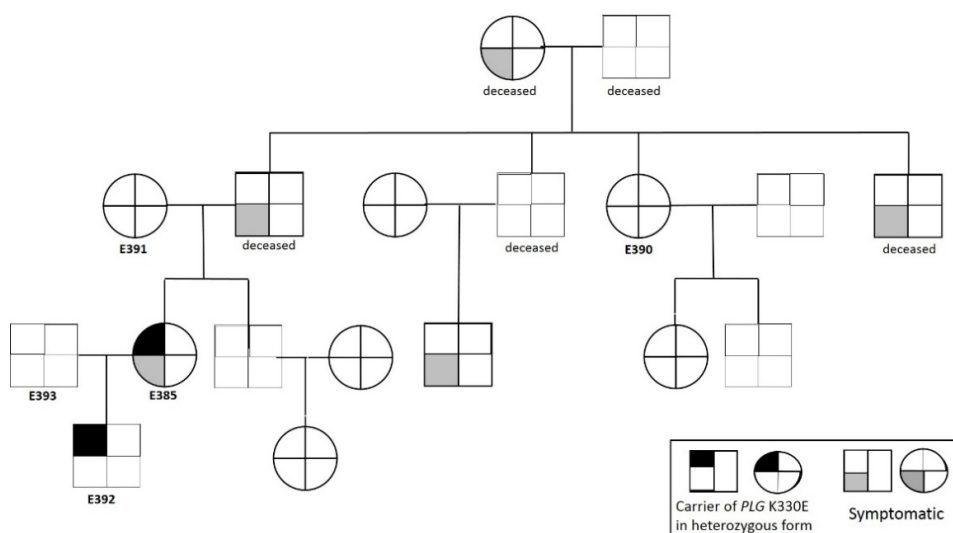 deceased
deceased
E391
deceased
deceased
E390
deceased
E393
E385
E392
Carrier of PLG K330E
in heterozygous form
Symptomatic